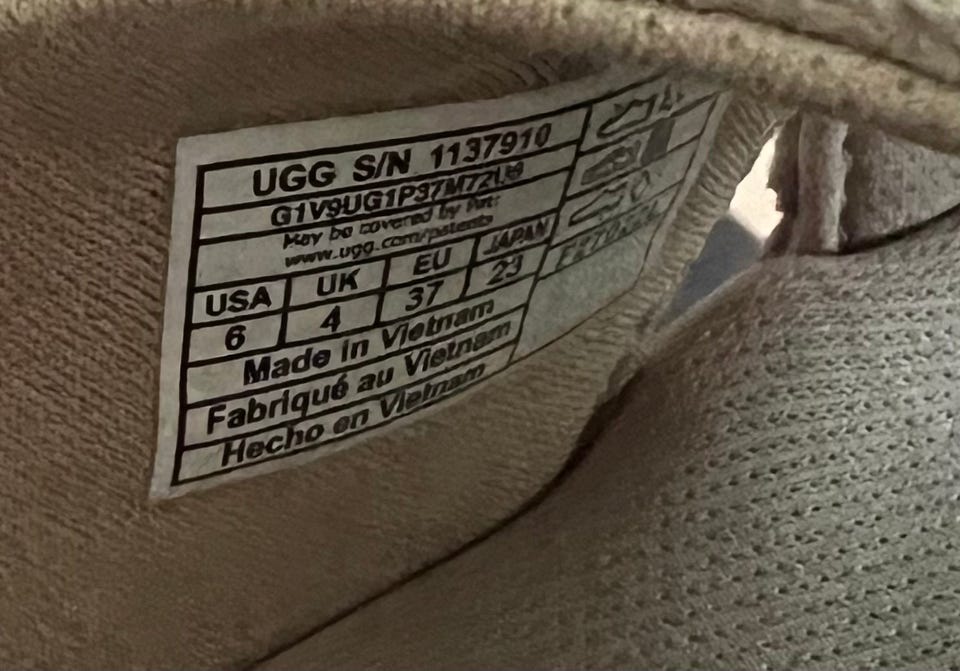 UGG S/N 1137910
May be covered by Pat.:
www.ugg.com/patents
USA UK EU JAPAN
6 4 37 23
Made in Vietnam
Fabriqué au Vietnam
Hecho en Vietnam